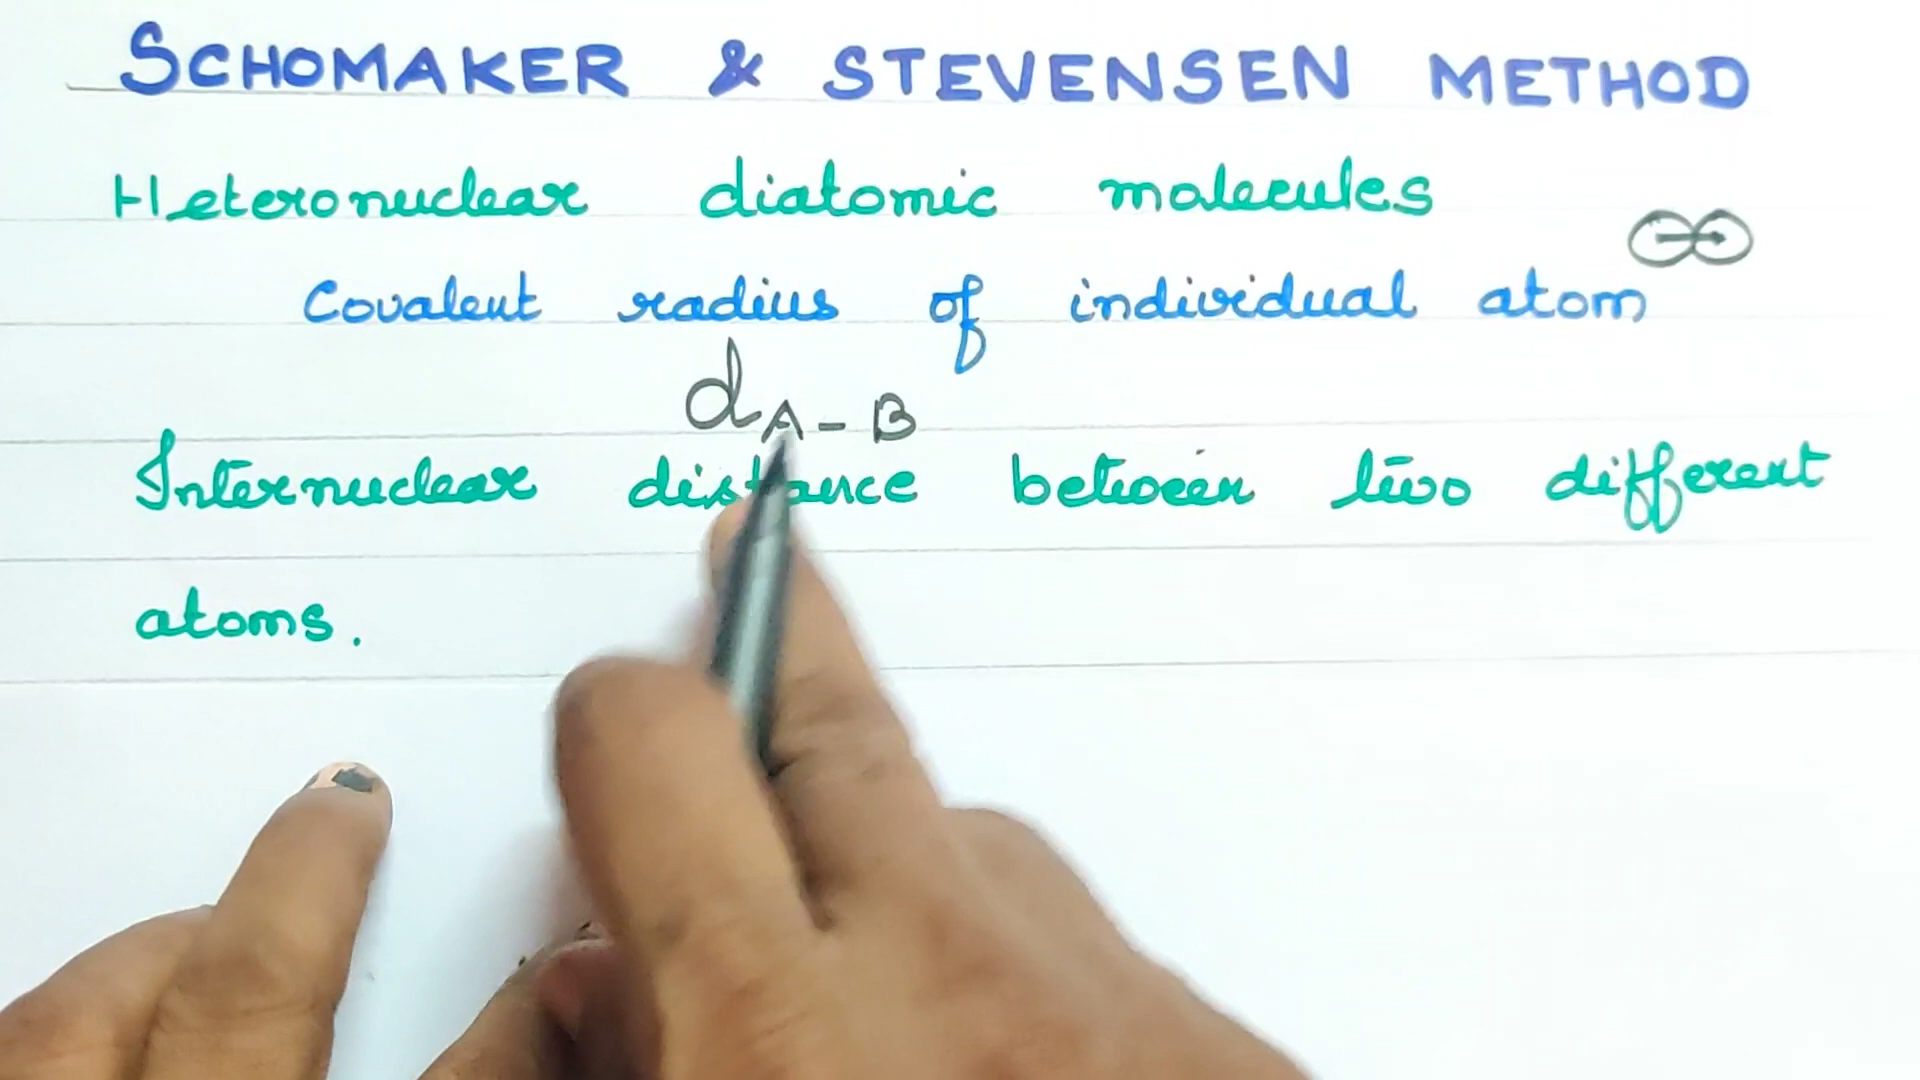 SCHOMAKER & STEVENSEN METHOD
Heteronuclear diatomic molecules
Covalent radius of individual atom
dA-B
Internuclear distance between two different
atoms.